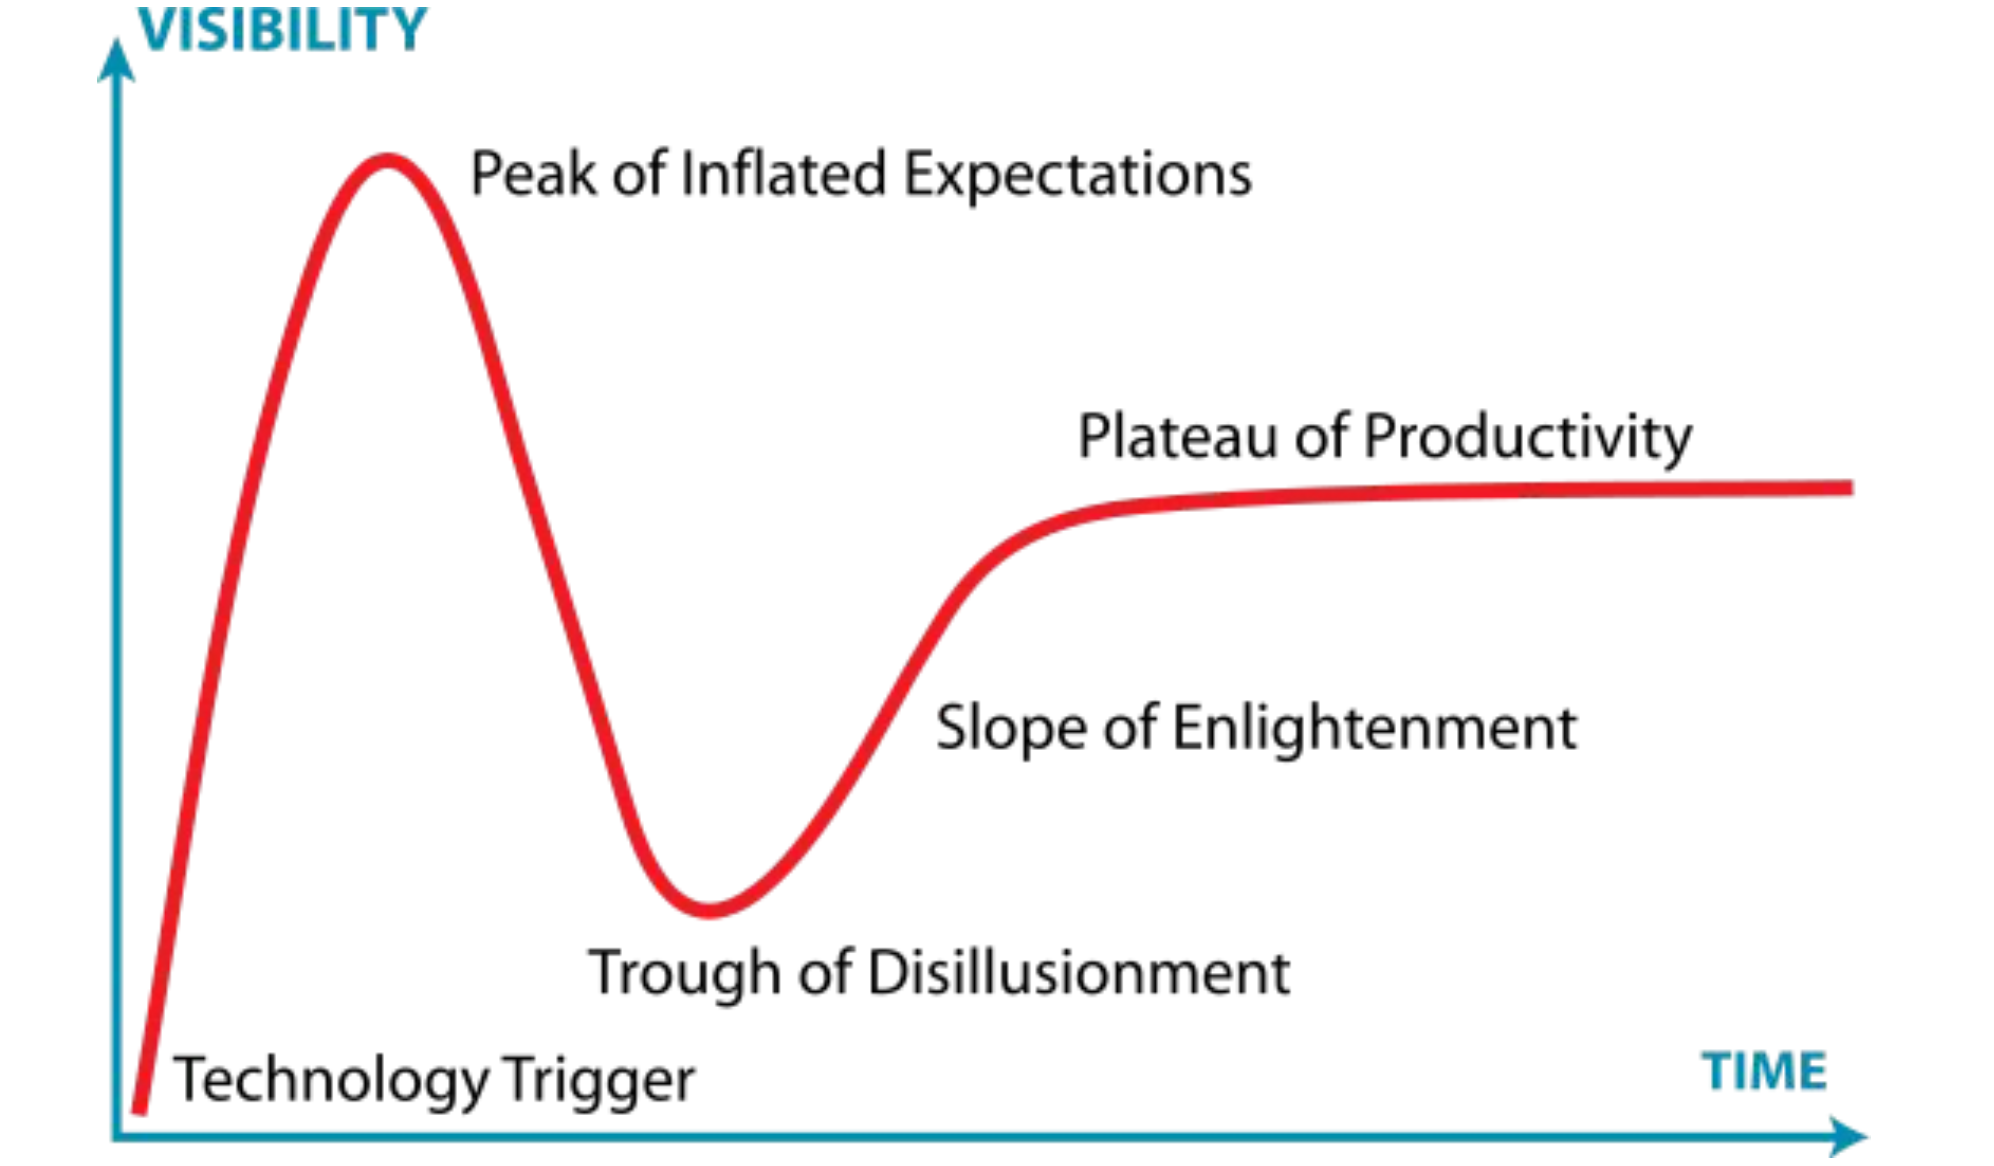 VISIBILITY
Peak of Inflated Expectations
Plateau of Productivity
Slope of Enlightenment
Trough of Disillusionment
Technology Trigger
TIME